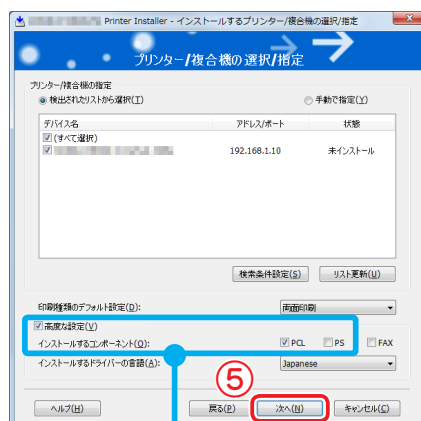 Printer Installer - インストールするプリンター/複合機の選択/指定
プリンター/複合機の選択/指定
プリンター/複合機の指定
検出されたリストから選択(I) 手動で指定(Y)
デバイス名 アドレス/ポート 状態
(すべて選択)
192.168.1.10 未インストール
検索条件設定(S) リスト更新(U)
印刷種類のデフォルト設定(D): 両面印刷
高度な設定(V)
インストールするコンポーネント(O): PCL PS FAX
インストールするドライバーの言語(A): Japanese
⑤
ヘルプ(H) 戻る(P) 次へ(N) キャンセル(C)